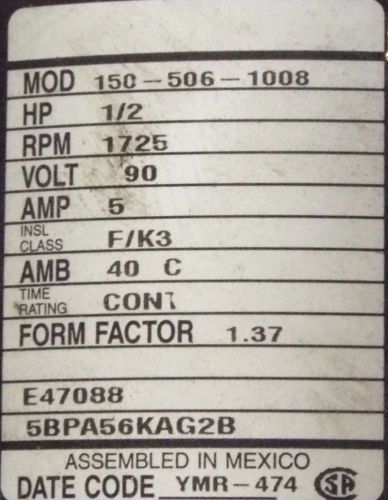 MOD 150-506-1008
HP 1/2
RPM 1725
VOLT 90
AMP 5
INSL CLASS F/K3
AMB 40 C
TIME RATING CONT
FORM FACTOR 1.37
E47088
5BPA56KAG2B
ASSEMBLED IN MEXICO
DATE CODE YMR-474 SA